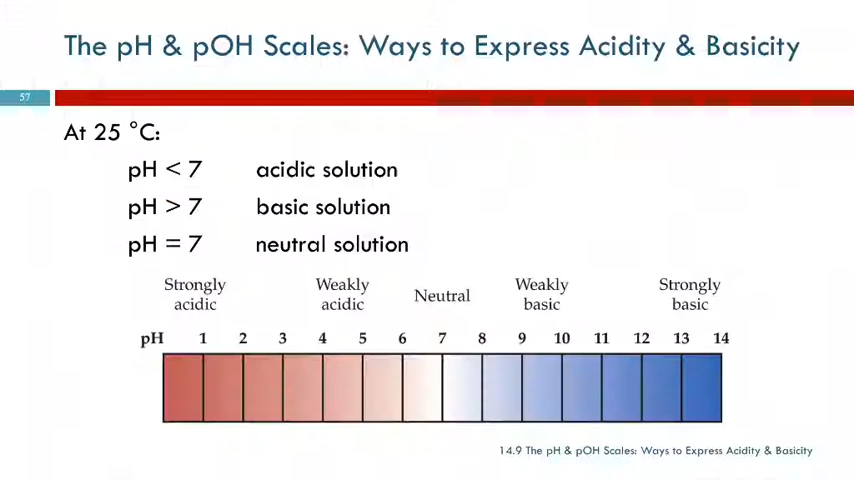 The pH & pOH Scales: Ways to Express Acidity & Basicity
57
At 25 °C:
pH < 7 acidic solution
pH > 7 basic solution
pH = 7 neutral solution
Strongly acidic Weakly acidic Neutral Weakly basic Strongly basic
pH 1 2 3 4 5 6 7 8 9 10 11 12 13 14
14.9 The pH & pOH Scales: Ways to Express Acidity & Basicity